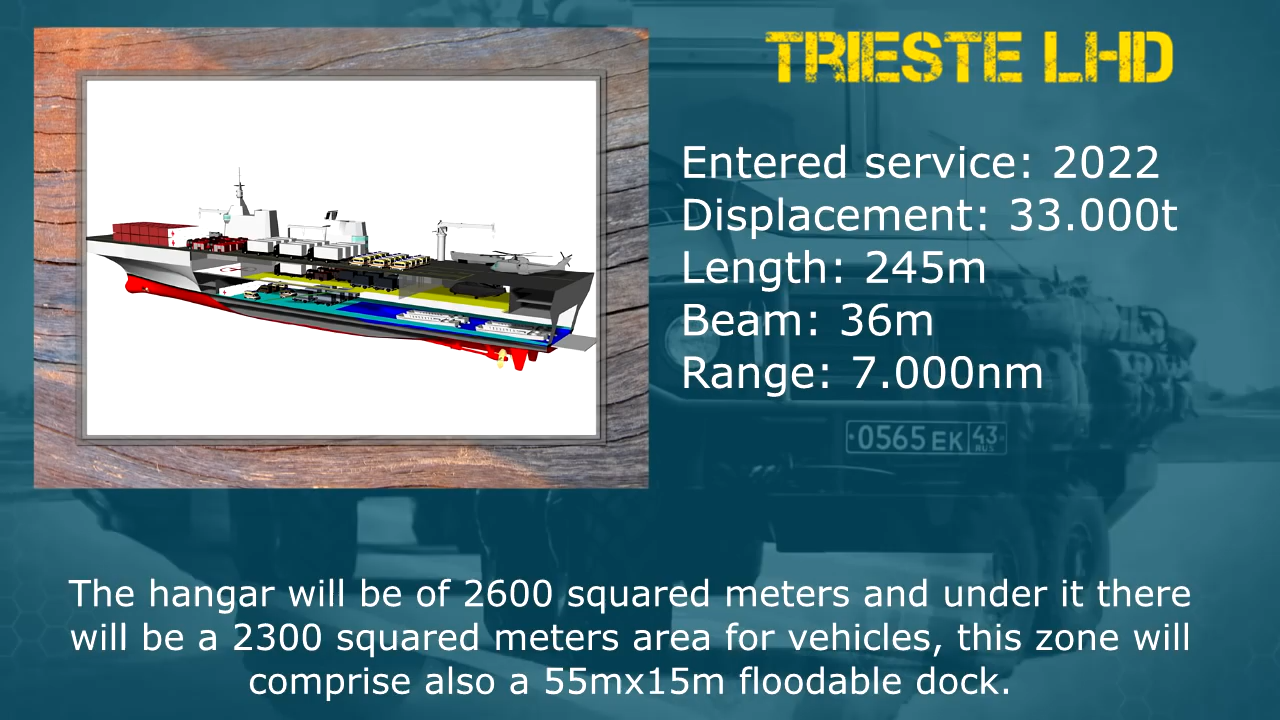 TRIESTE LHD
Entered service: 2022
Displacement: 33.000t
Length: 245m
Beam: 36m
Range: 7.000nm
0565 EK 43
RUS
The hangar will be of 2600 squared meters and under it there
will be a 2300 squared meters area for vehicles, this zone will
comprise also a 55mx15m floodable dock.